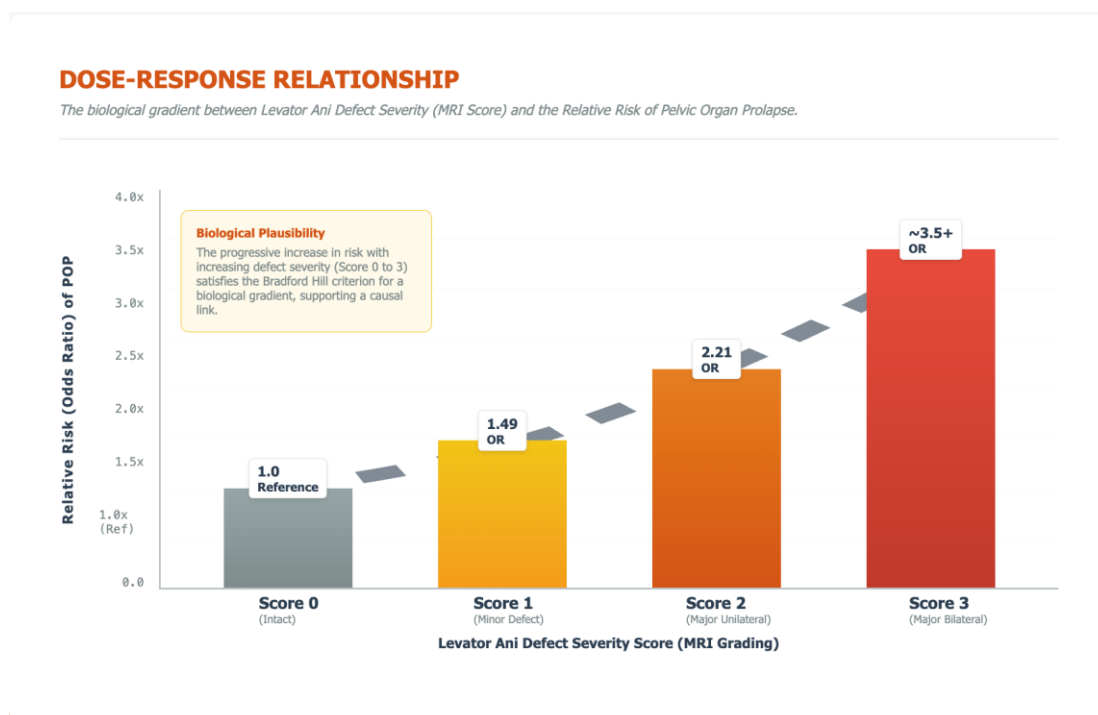 DOSE-RESPONSE RELATIONSHIP
The biological gradient between Levator Ani Defect Severity (MRI Score) and the Relative Risk of Pelvic Organ Prolapse.
Relative Risk (Odds Ratio) of POP
4.0x
3.5x
3.0x
2.5x
2.0x
1.5x
1.0x
(Ref)
0.0
Biological Plausibility
The progressive increase in risk with
increasing defect severity (Score 0 to 3)
satisfies the Bradford Hill criterion for a
biological gradient, supporting a causal
link.
1.0
Reference
1.49
OR
2.21
OR
~3.5+
OR
Score 0
(Intact)
Score 1
(Minor Defect)
Score 2
(Major Unilateral)
Score 3
(Major Bilateral)
Levator Ani Defect Severity Score (MRI Grading)